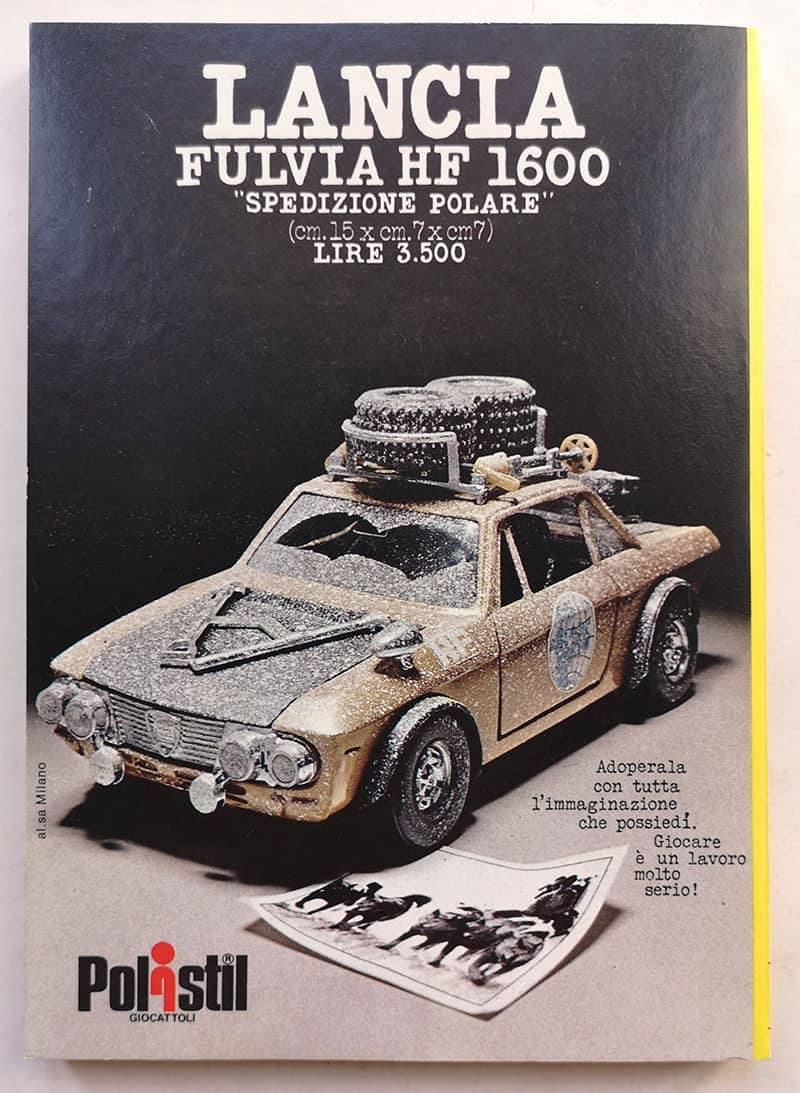 LANCIA
FULVIA HF 1600
"SPEDIZIONE POLARE"
(cm. 15 x cm. 7 x cm7)
LIRE 3.500
HF
al.sa Milano
Adoperala
con tutta
l'immaginazione,
che possiedi.
Giocare
è un lavoro
molto
serio!
Polistil®
GIOCATTOLI